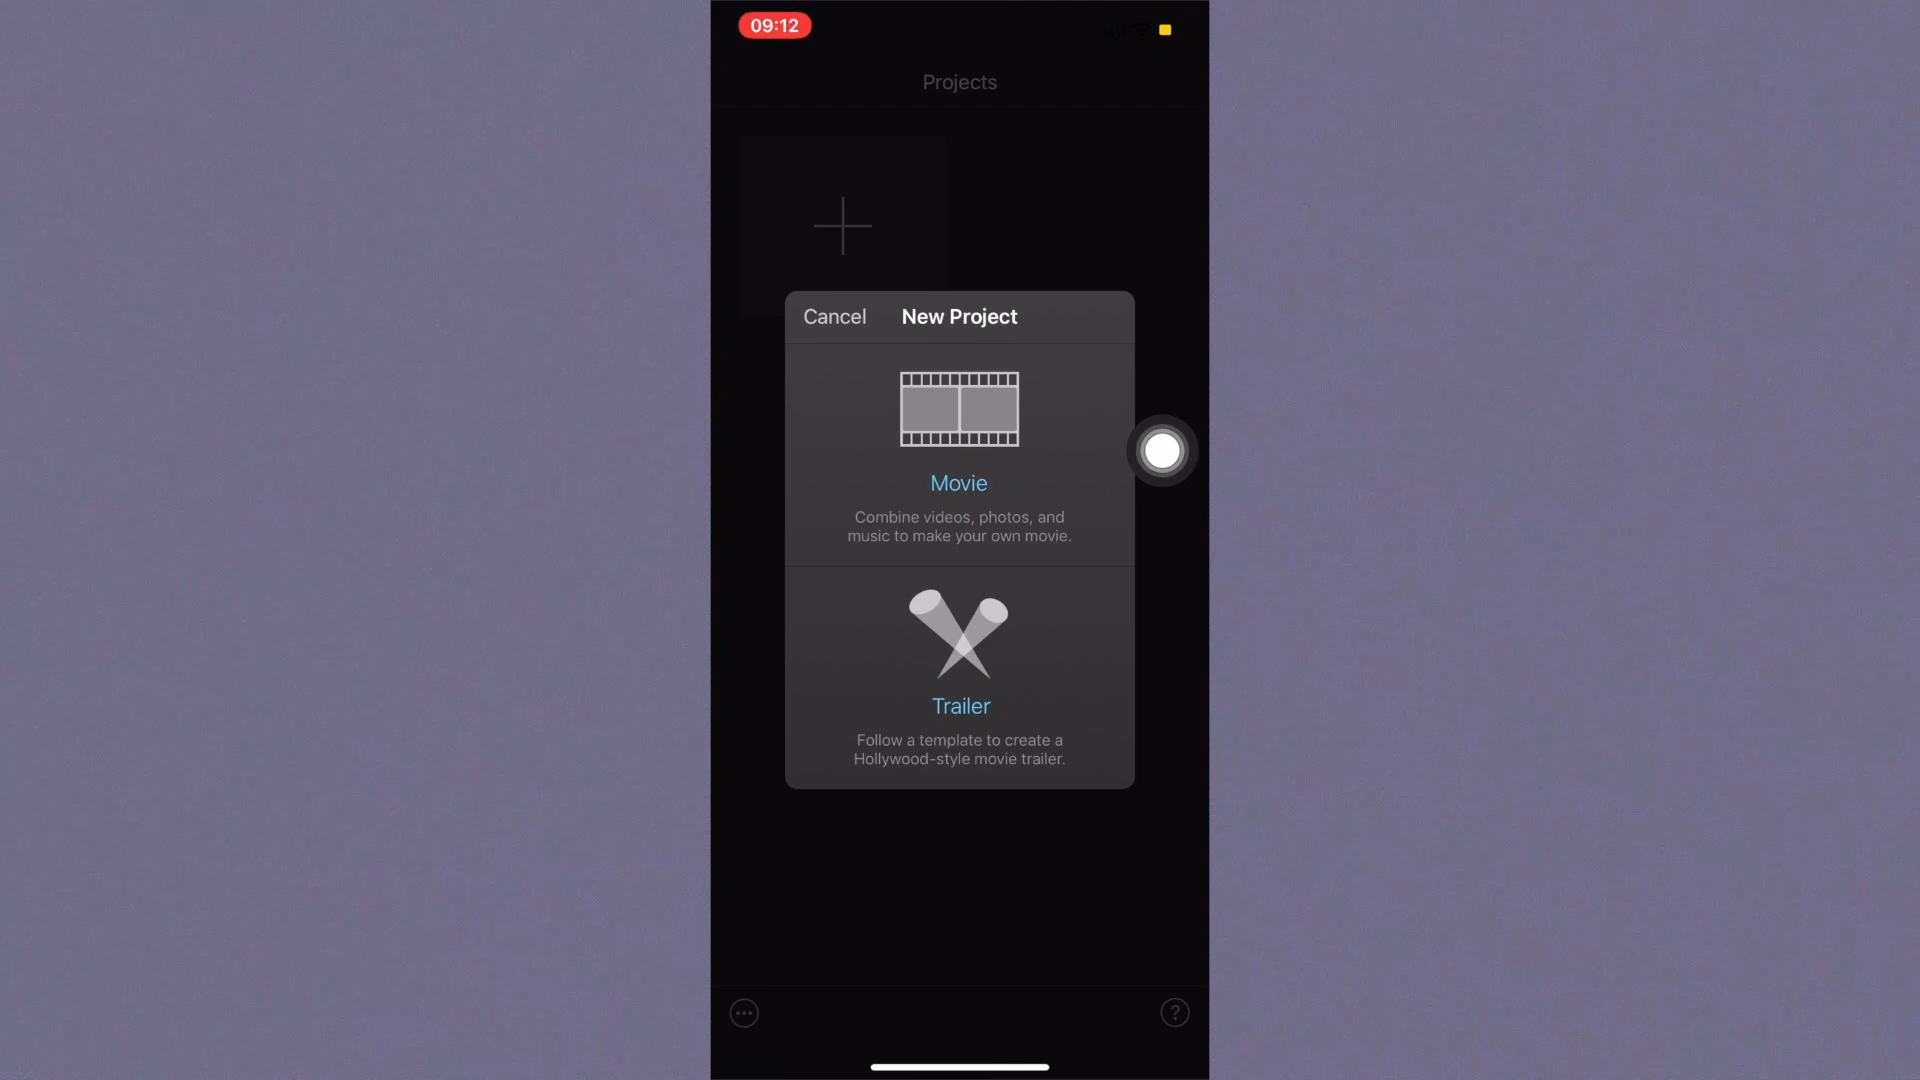 09:12
Projects
Cancel
New Project
Movie
Combine videos, photos, and
music to make your own movie.
Trailer
Follow a template to create a
Hollywood-style movie trailer.
?